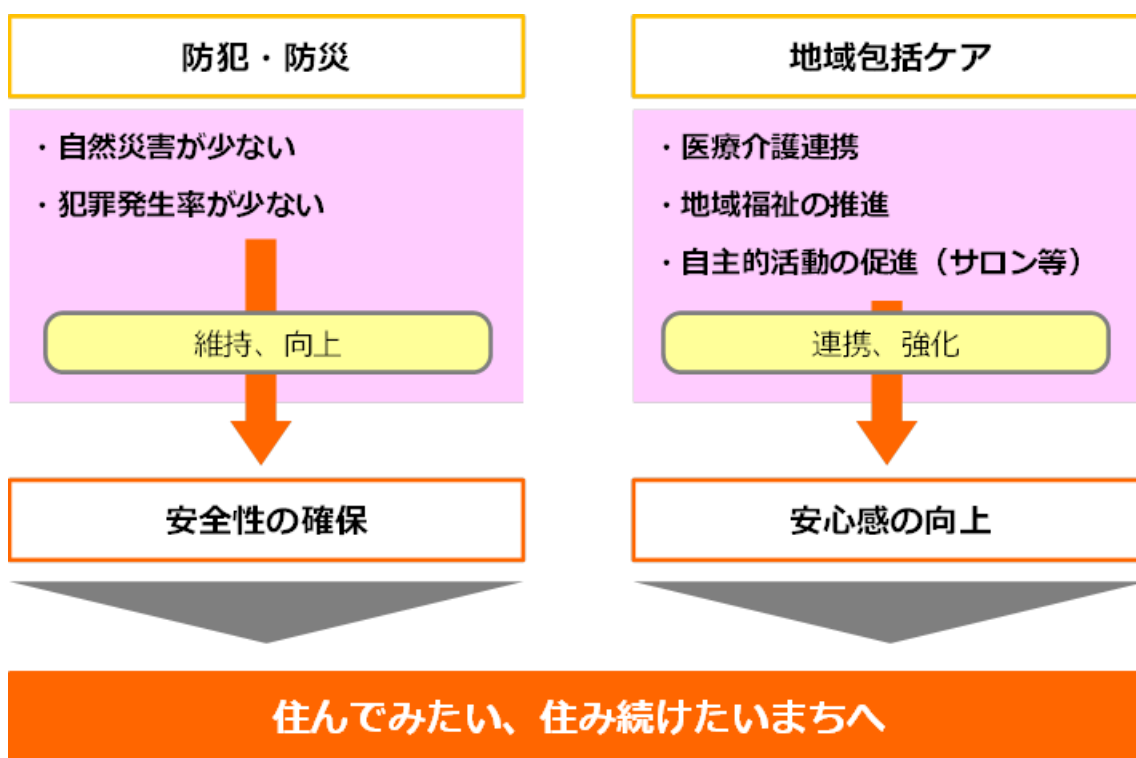 防犯・防災
・自然災害が少ない
・犯罪発生率が少ない
維持、向上
安全性の確保
地域包括ケア
・医療介護連携
・地域福祉の推進
・自主的活動の促進（サロン等）
連携、強化
安心感の向上
住んでみたい、住み続けたいまちへ